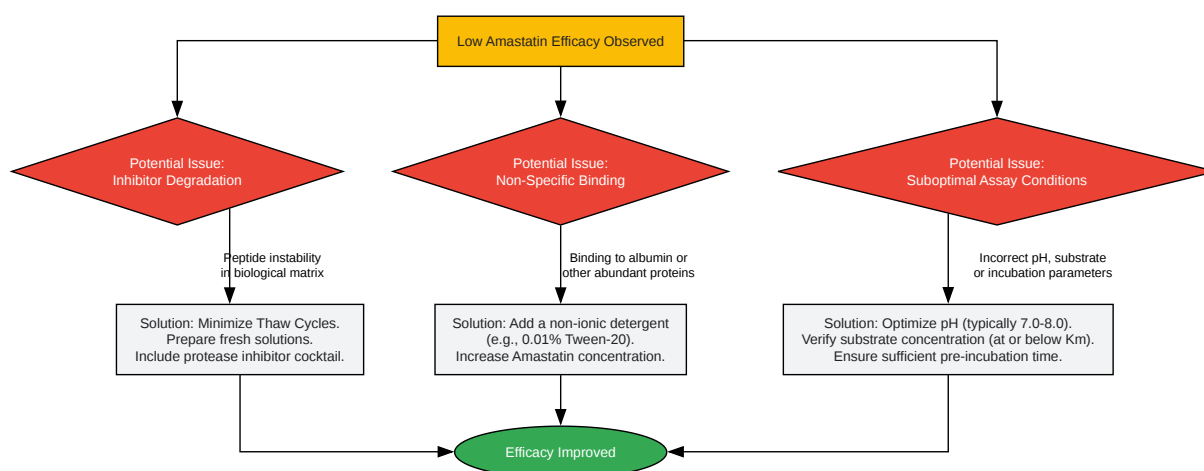 Low Amastatin Efficacy Observed
Potential Issue:
Inhibitor Degradation
Potential Issue:
Non-Specific Binding
Potential Issue:
Suboptimal Assay Conditions
Peptide instability
in biological matrix
Binding to albumin or
other abundant proteins
Incorrect pH, substrate
or incubation parameters
Solution: Minimize Thaw Cycles.
Prepare fresh solutions.
Include protease inhibitor cocktail.
Solution: Add a non-ionic detergent
(e.g., 0.01% Tween-20).
Increase Amastatin concentration.
Solution: Optimize pH (typically 7.0-8.0).
Verify substrate concentration (at or below Km).
Ensure sufficient pre-incubation time.
Efficacy Improved